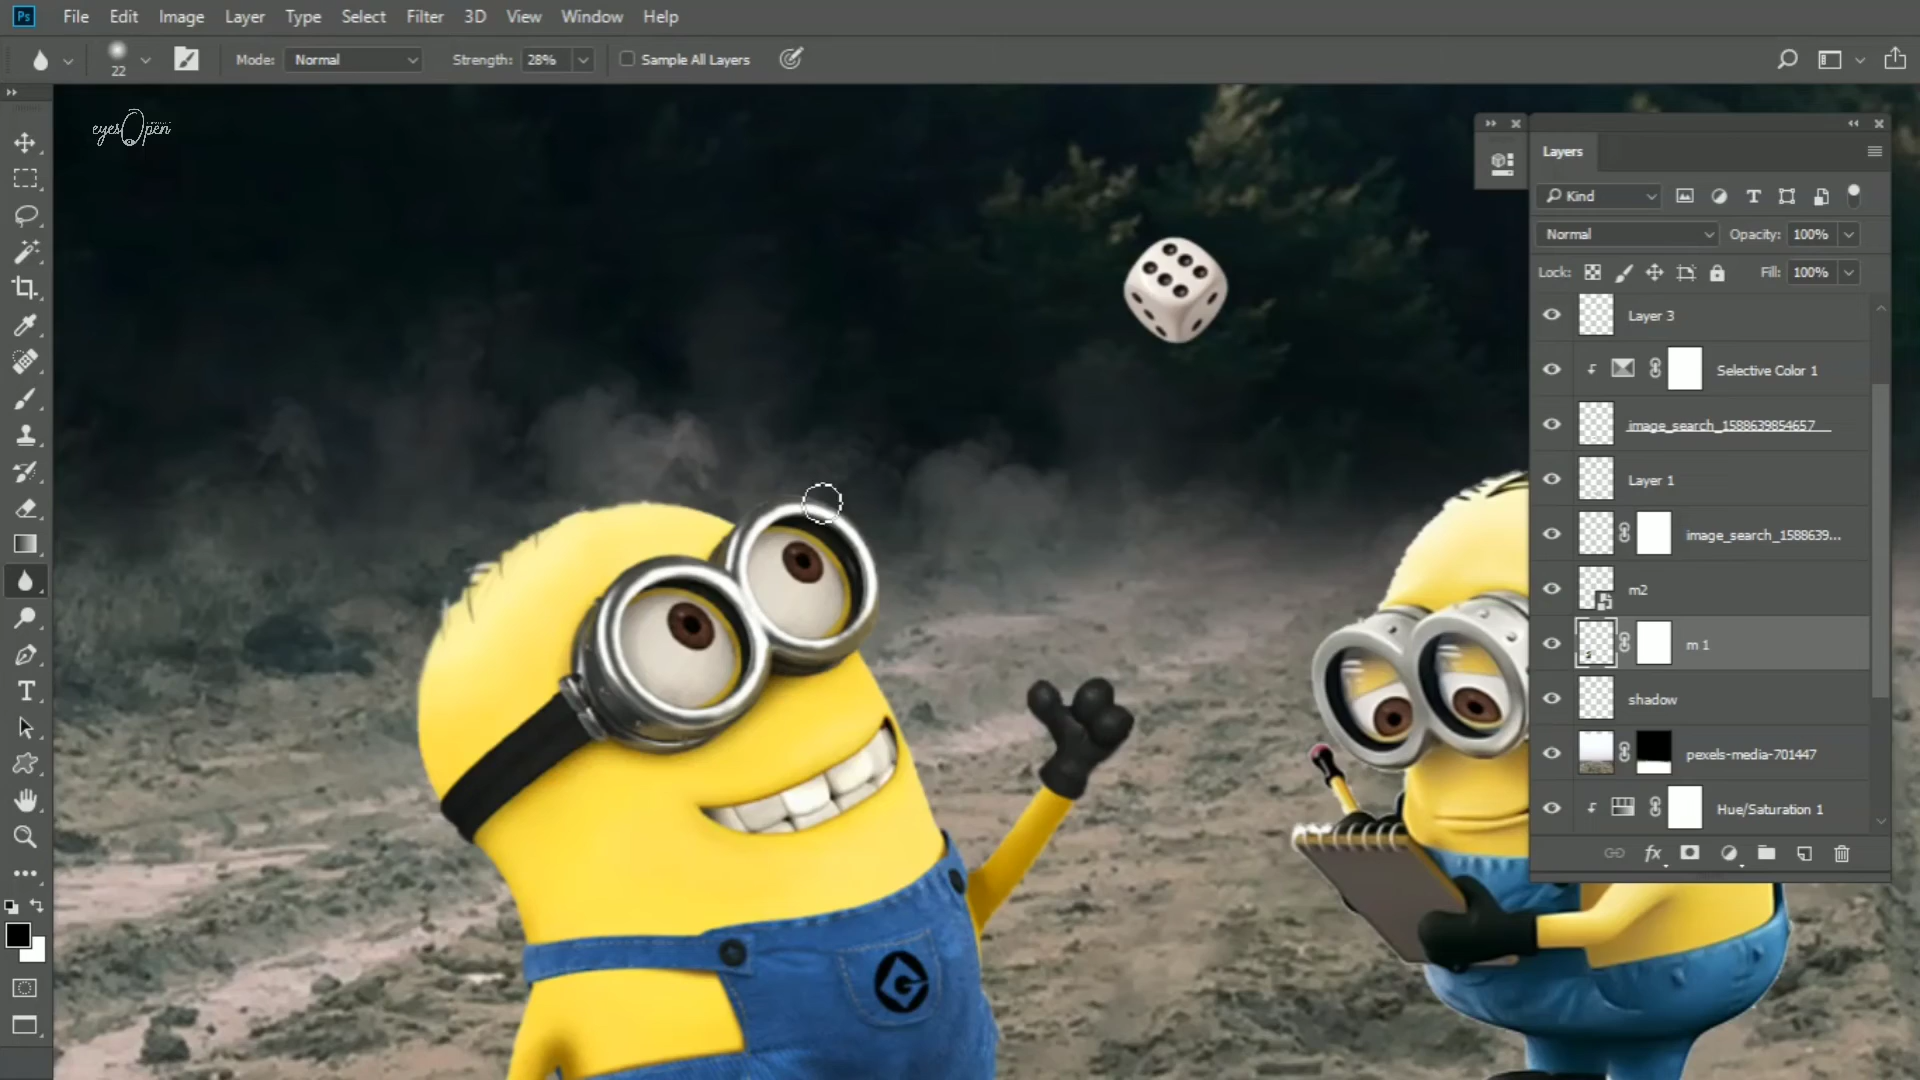 Ps File Edit Image Layer Type Select Filter 3D View Window Help
22 Mode: Normal Strength: 28% Sample All Layers
eyesOpen
Layers
Kind
Normal Opacity: 100%
Lock: Fill: 100%
Layer 3
Selective Color 1
image_search_1588639854657
Layer 1
image_search_1588639...
m2
m 1
shadow
pexels-media-701447
Hue/Saturation 1
fx